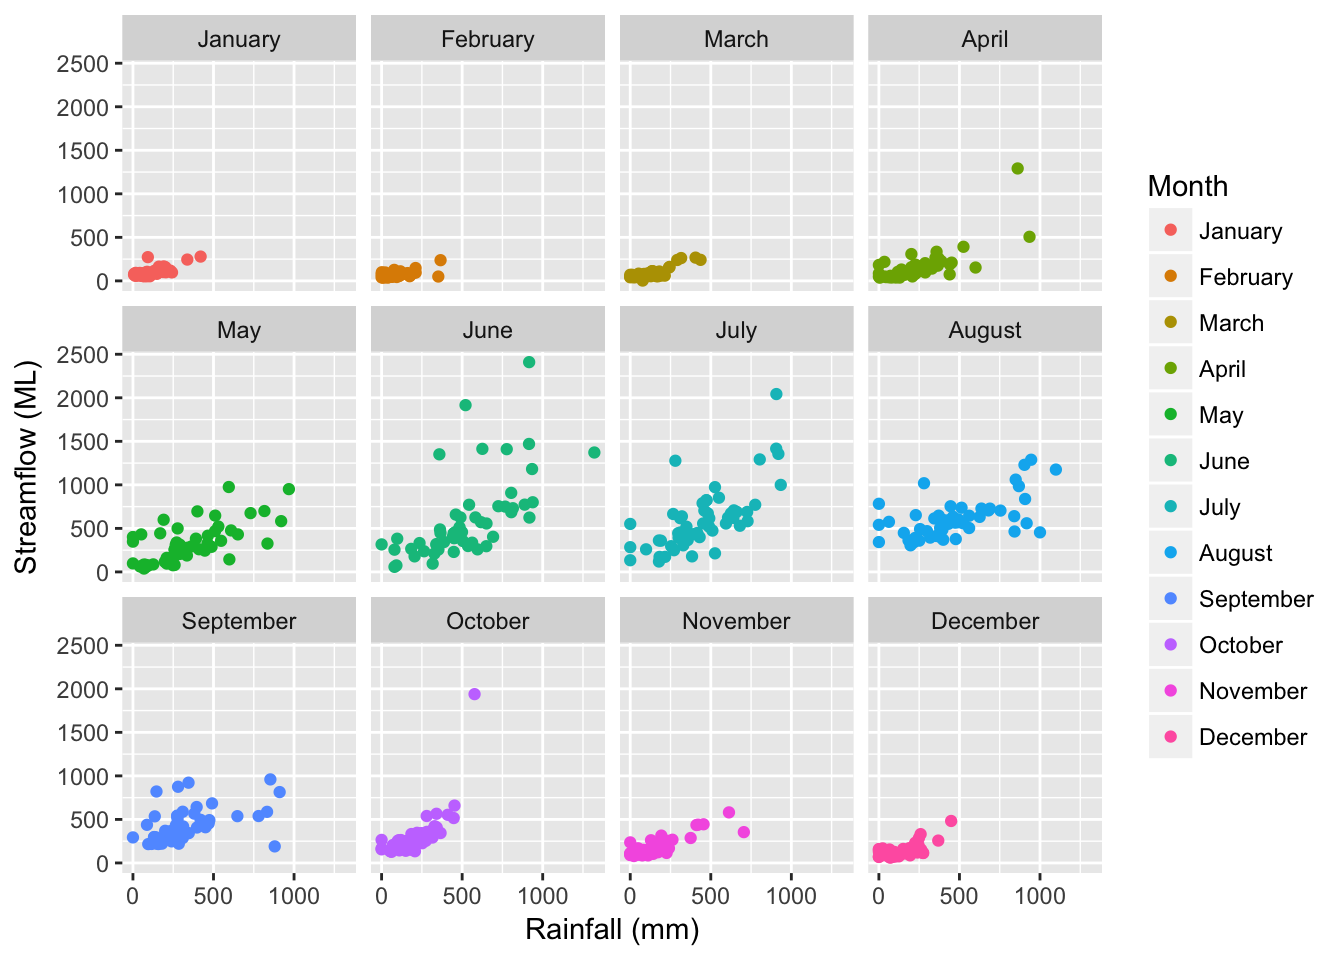 January February March April
2500
2000
1500
1000
500
0
May June July August
2500
2000
1500
1000
500
0
September October November December
2500
2000
1500
1000
500
0
0 500 1000 0 500 1000 0 500 1000 0 500 1000
Rainfall (mm)
Streamflow (ML)
Month
January
February
March
April
May
June
July
August
September
October
November
December